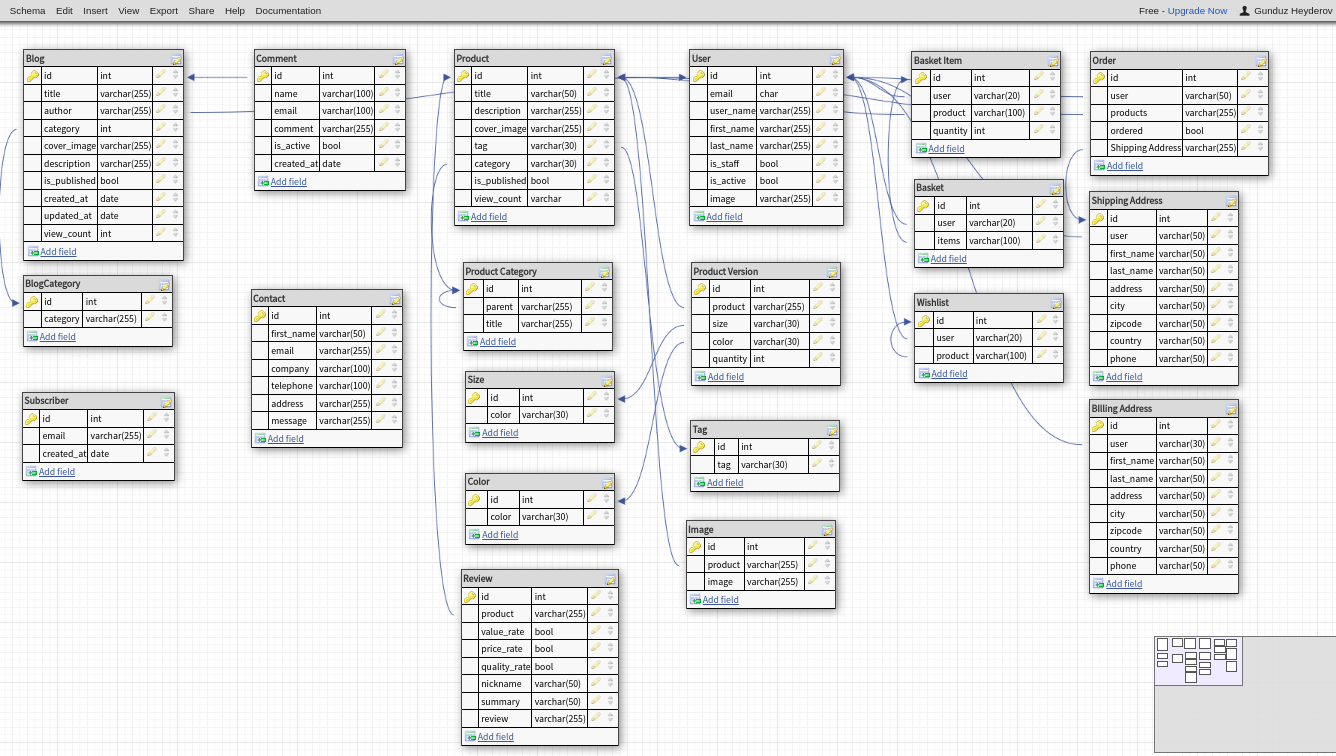 Schema Edit Insert View Export Share Help Documentation
Free - Upgrade Now Gunduz Heyderov
Blog
id int
title varchar(255)
author varchar(255)
category int
cover_image varchar(255)
description varchar(255)
is_published bool
created_at date
updated_at date
view_count int
Add field
BlogCategory
id int
category varchar(255)
Add field
Subscriber
id int
email varchar(255)
created_at date
Add field
Comment
id int
name varchar(100)
email varchar(100)
comment varchar(255)
is_active bool
created_at date
Add field
Contact
id int
first_name varchar(50)
email varchar(255)
company varchar(100)
telephone varchar(100)
address varchar(255)
message varchar(255)
Add field
Product
id int
title varchar(50)
description varchar(255)
cover_image varchar(255)
tag varchar(30)
category varchar(30)
is_published bool
view_count varchar
Add field
Product Category
id int
parent varchar(255)
title varchar(255)
Add field
Size
id int
color varchar(30)
Add field
Color
id int
color varchar(30)
Add field
Review
id int
product varchar(255)
value_rate bool
price_rate bool
quality_rate bool
nickname varchar(50)
summary varchar(50)
review varchar(255)
Add field
User
id int
email char
user_name varchar(255)
first_name varchar(255)
last_name varchar(255)
is_staff bool
is_active bool
image varchar(255)
Add field
Product Version
id int
product varchar(255)
size varchar(30)
color varchar(30)
quantity int
Add field
Tag
id int
tag varchar(30)
Add field
Image
id int
product varchar(255)
image varchar(255)
Add field
Basket Item
id int
user varchar(20)
product varchar(100)
quantity int
Add field
Basket
id int
user varchar(20)
items varchar(100)
Add field
Wishlist
id int
user varchar(20)
product varchar(100)
Add field
Order
id int
user varchar(50)
products varchar(255)
ordered bool
Shipping Address varchar(255)
Add field
Shipping Address
id int
user varchar(50)
first_name varchar(50)
last_name varchar(50)
address varchar(50)
city varchar(50)
zipcode varchar(50)
country varchar(50)
phone varchar(50)
Add field
BIlling Address
id int
user varchar(30)
first_name varchar(50)
last_name varchar(50)
address varchar(50)
city varchar(50)
zipcode varchar(50)
country varchar(50)
phone varchar(50)
Add field